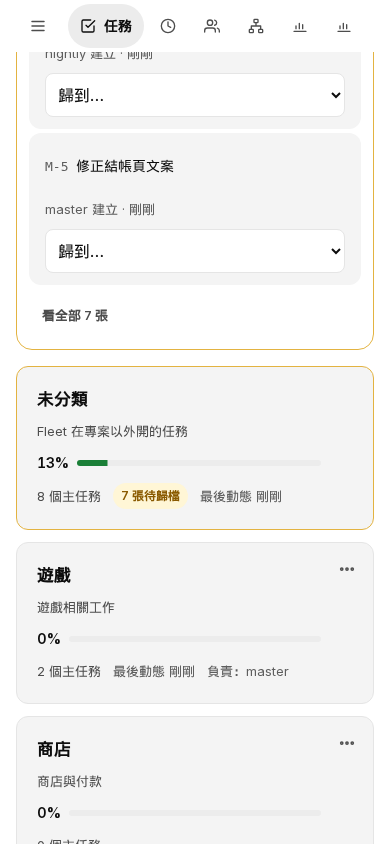 任務
nightly 建立 · 剛剛
歸到...
M-5 修正結帳頁文案
master 建立 · 剛剛
歸到...
看全部 7 張
未分類
Fleet 在專案以外開的任務
13%
8 個主任務 7 張待歸檔 最後動態 剛剛
遊戲
遊戲相關工作
0%
2 個主任務 最後動態 剛剛 負責: master
商店
商店與付款
0%
個主任務